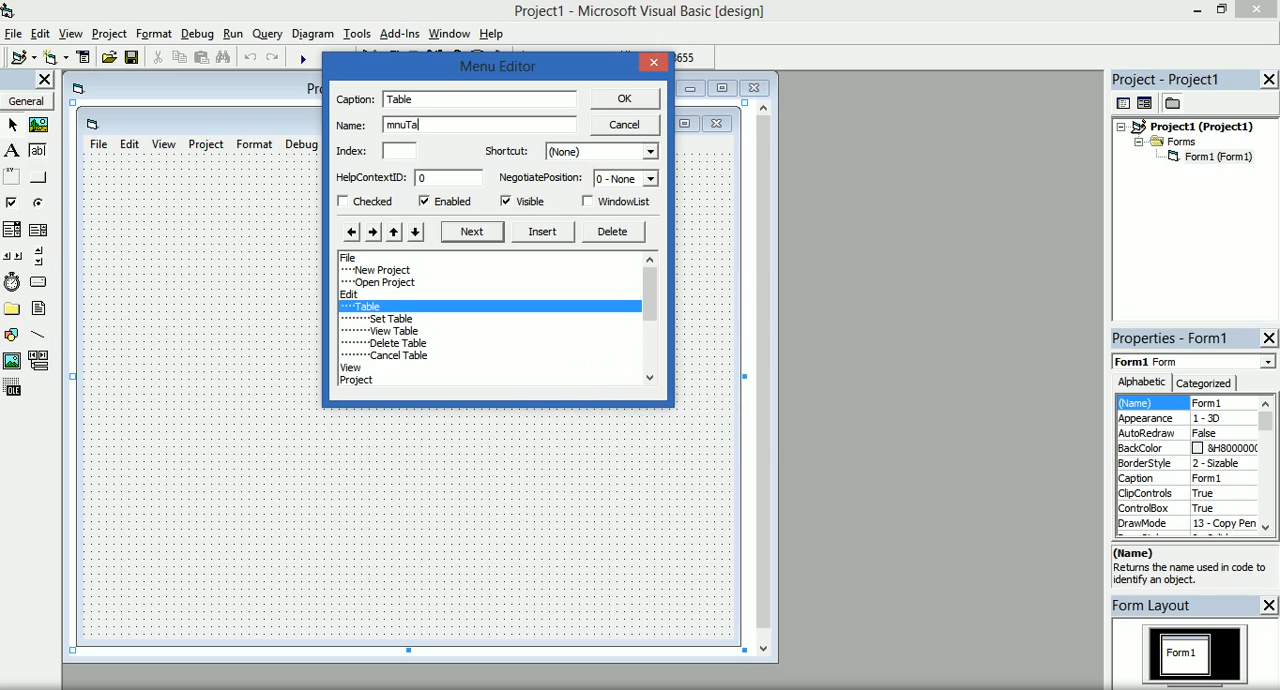 Project1 - Microsoft Visual Basic [design]
File Edit View Project Format Debug Run Query Diagram Tools Add-Ins Window Help
General
File Edit View Project Format Debug
Menu Editor
Caption: Table OK
Name: mnuTa Cancel
Index: Shortcut: (None)
HelpContextID: 0 NegotiatePosition: 0 - None
Checked Enabled Visible WindowList
Next Insert Delete
File
····New Project
····Open Project
Edit
····Table
········Set Table
········View Table
········Delete Table
········Cancel Table
View
Project
Project - Project1
Project1 (Project1)
Forms
Form1 (Form1)
Properties - Form1
Form1 Form
Alphabetic Categorized
(Name) Form1
Appearance 1 - 3D
AutoRedraw False
BackColor &H8000000
BorderStyle 2 - Sizable
Caption Form1
ClipControls True
ControlBox True
DrawMode 13 - Copy Pen
(Name)
Returns the name used in code to
identify an object.
Form Layout
Form1